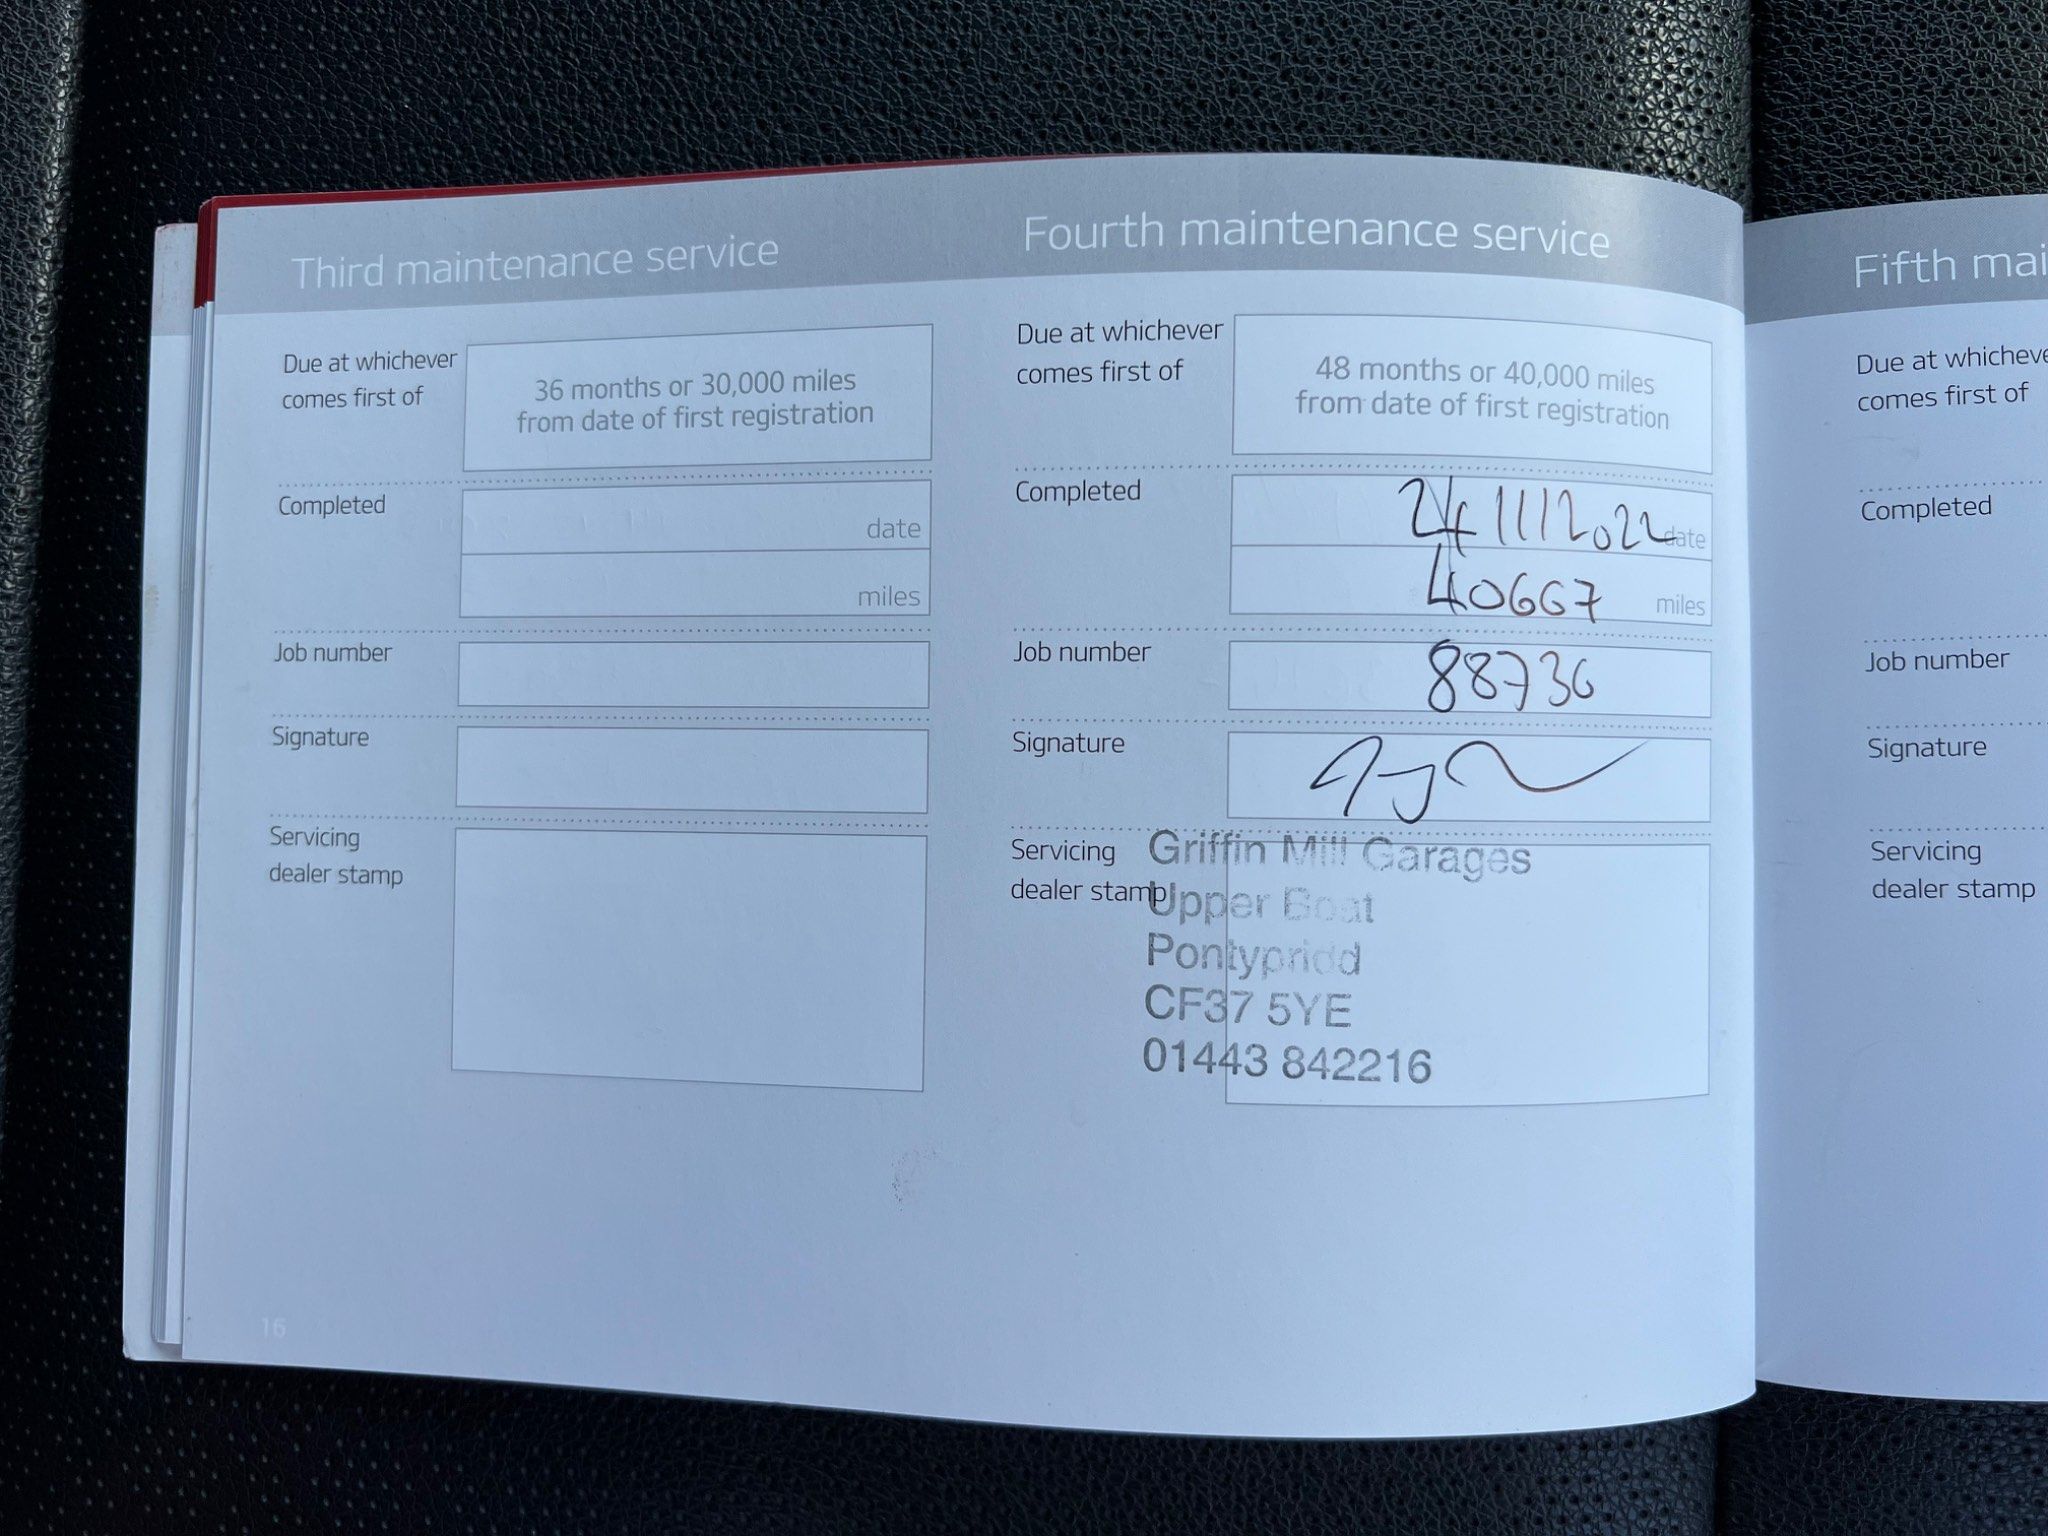 Third maintenance service
Due at whichever
comes first of
36 months or 30,000 miles
from date of first registration
Completed
date
miles
Job number
Signature
Servicing
dealer stamp
16
Fourth maintenance service
Due at whichever
comes first of
48 months or 40,000 miles
from date of first registration
Completed
24/11/2022 date
40667 miles
Job number
88736
Signature
Servicing
dealer stamp
Griffin Mill Garages
Upper Boat
Pontypridd
CF37 5YE
01443 842216
Fifth mai
Due at whicheve
comes first of
Completed
Job number
Signature
Servicing
dealer stamp